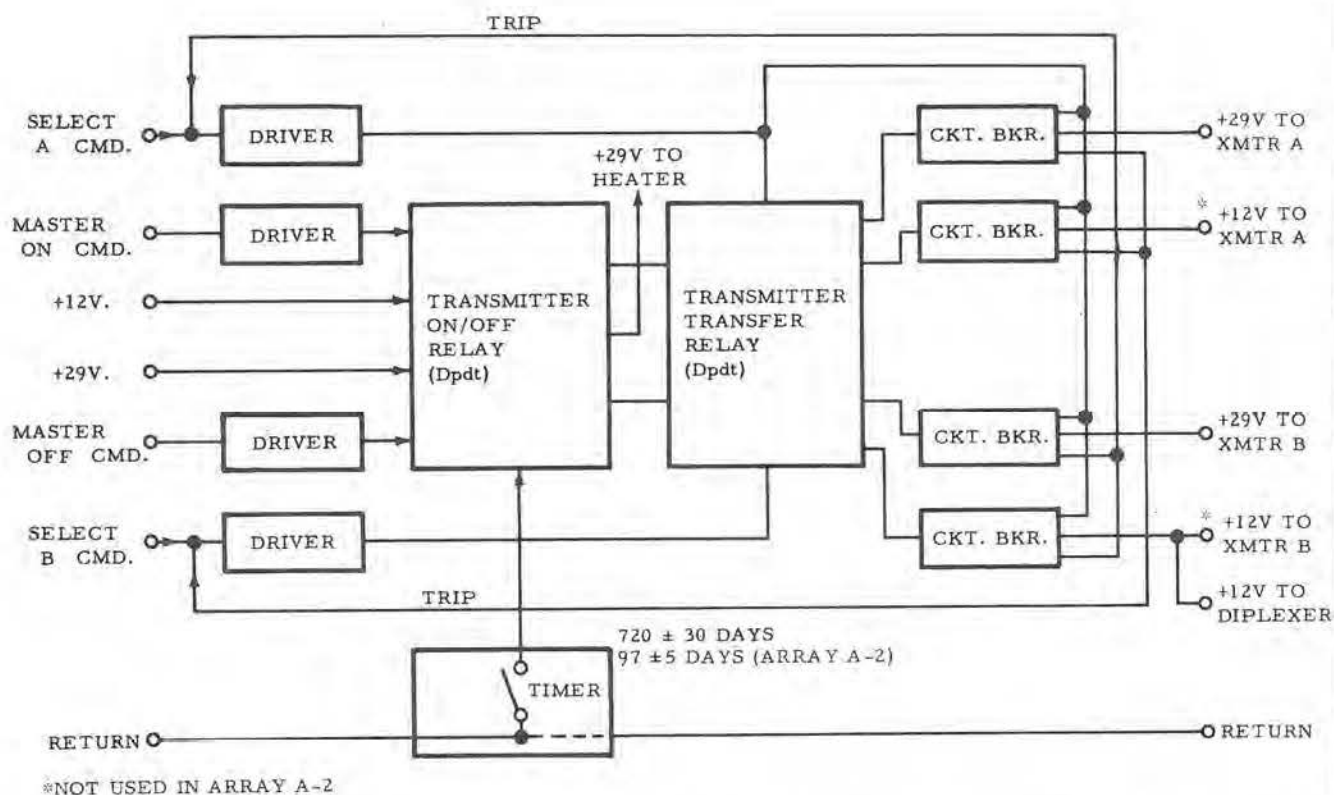 TRIP
SELECT
A CMD.
DRIVER
+29V TO
HEATER
CKT. BKR.
+29V TO
XMTR A
MASTER
ON CMD.
DRIVER
CKT. BKR.
* +12V TO
XMTR A
+12V.
TRANSMITTER
ON/OFF
RELAY
(Dpdt)
TRANSMITTER
TRANSFER
RELAY
(Dpdt)
+29V.
MASTER
OFF CMD.
DRIVER
CKT. BKR.
+29V TO
XMTR B
SELECT
B CMD.
DRIVER
CKT. BKR.
* +12V TO
XMTR B
TRIP
+12V TO
DIPLEXER
720 ± 30 DAYS
97 ±5 DAYS (ARRAY A-2)
TIMER
RETURN
RETURN
*NOT USED IN ARRAY A-2